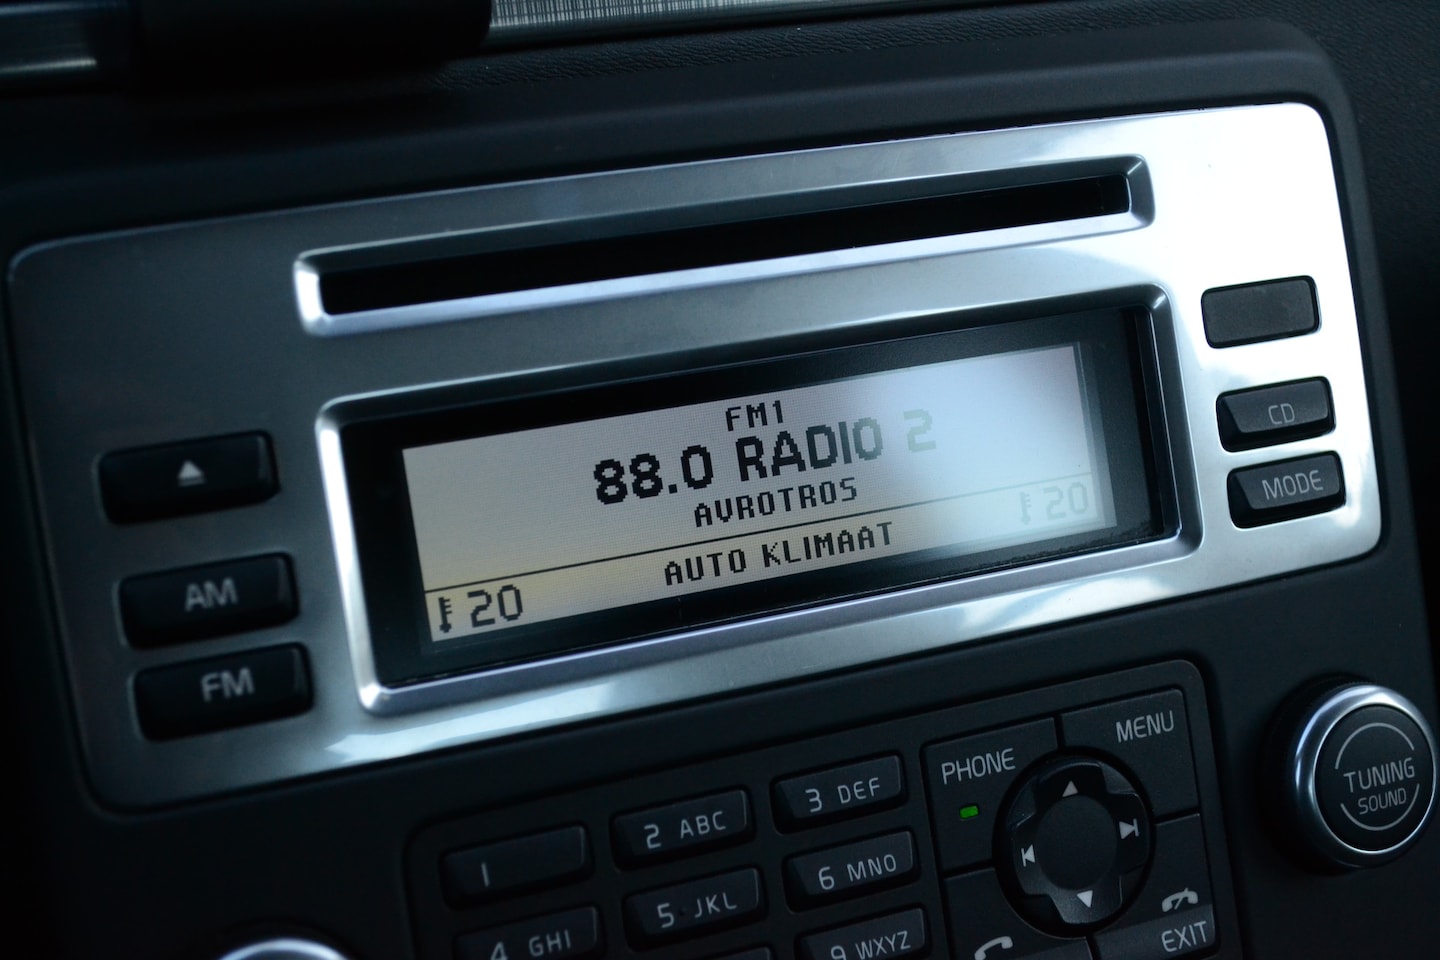 FM1
88.0 RADIO 2
AVROTROS
AUTO KLIMAAT
20
20
AM
FM
CD
MODE
MENU
PHONE
TUNING
SOUND
1
2 ABC
3 DEF
4 GHI
5 JKL
6 MNO
9 WXYZ
EXIT